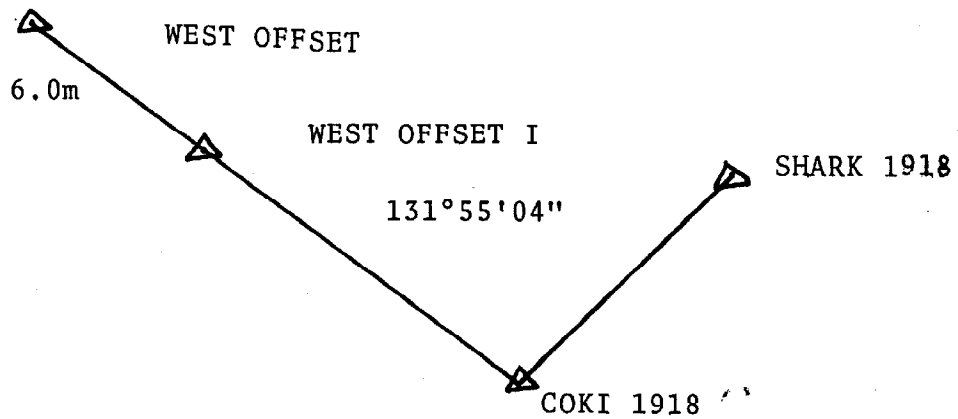 WEST OFFSET
6.0m
WEST OFFSET I
SHARK 1918
131°55'04"
COKI 1918